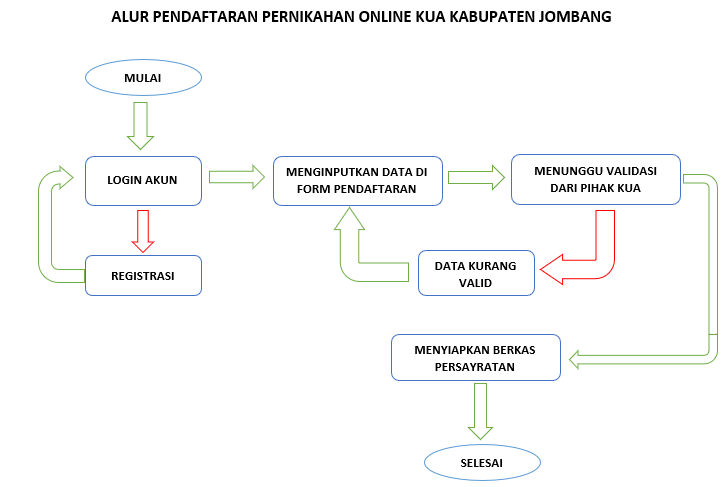 ALUR PENDAFTARAN PERNIKAHAN ONLINE KUA KABUPATEN JOMBANG
MULAI
LOGIN AKUN
MENGINPUTKAN DATA DI
FORM PENDAFTARAN
MENUNGGU VALIDASI
DARI PIHAK KUA
REGISTRASI
DATA KURANG
VALID
MENYIAPKAN BERKAS
PERSAYRATAN
SELESAI